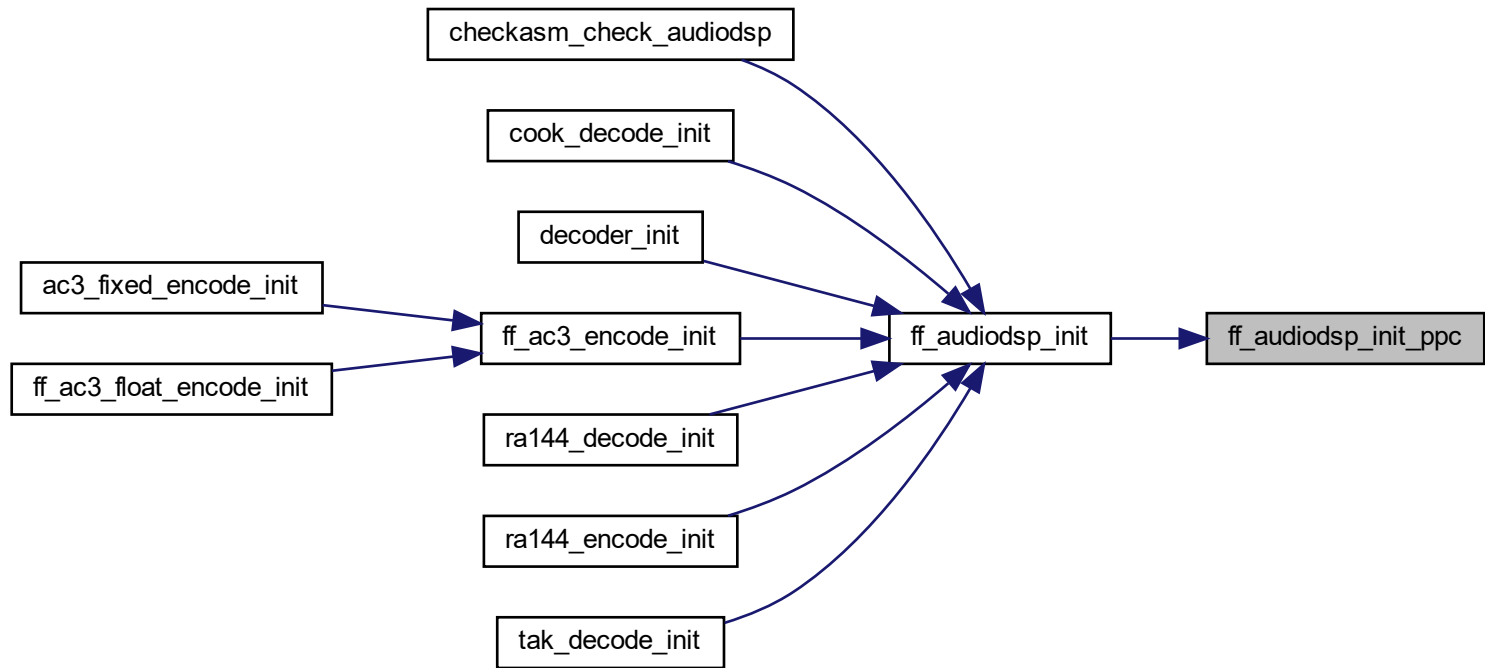 checkasm_check_audiodsp
cook_decode_init
decoder_init
ac3_fixed_encode_init
ff_ac3_encode_init
ff_audiodsp_init
ff_audiodsp_init_ppc
ff_ac3_float_encode_init
ra144_decode_init
ra144_encode_init
tak_decode_init